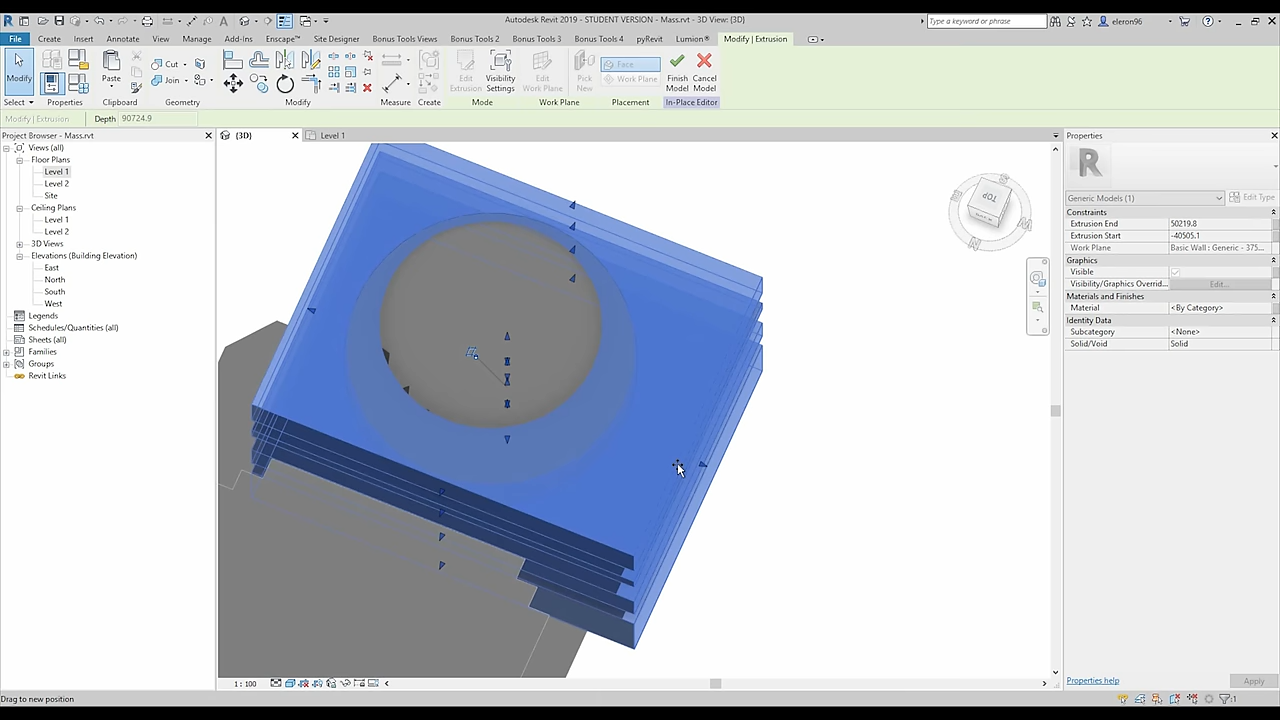 Autodesk Revit 2019 - STUDENT VERSION - Mass.rvt - 3D View: {3D}
Type a keyword or phrase
eleron96
File Create Insert Annotate View Manage Add-Ins Enscape™ Site Designer Bonus Tools View Bonus Tools 2 Bonus Tools 3 Bonus Tools 4 pyRevit Lumion® Modify | Extrusion
Modify Paste Cut Join
Edit Extrusion Visibility Settings Edit Work Plane Pick New Face Work Plane Finish Model Cancel Model
Select Properties Clipboard Geometry Modify Measure Create Mode Work Plane Placement In-Place Editor
Modify | Extrusion Depth 90724.9
Project Browser - Mass.rvt
{3D}
Level 1
Properties
Views (all)
Floor Plans
Level 1
Level 2
Site
Ceiling Plans
Level 1
Level 2
3D Views
Elevations (Building Elevation)
East
North
South
West
Legends
Schedules/Quantities (all)
Sheets (all)
Families
Groups
Revit Links
TOP
N
W
S
R
Generic Models (1) Edit Type
Constraints
Extrusion End 50219.8
Extrusion Start -40505.1
Work Plane Basic Wall : Generic - 375...
Graphics
Visible
Visibility/Graphics Overrid... Edit...
Materials and Finishes
Material <By Category>
Identity Data
Subcategory <None>
Solid/Void Solid
Properties help Apply
1 : 100
Drag to new position
:1